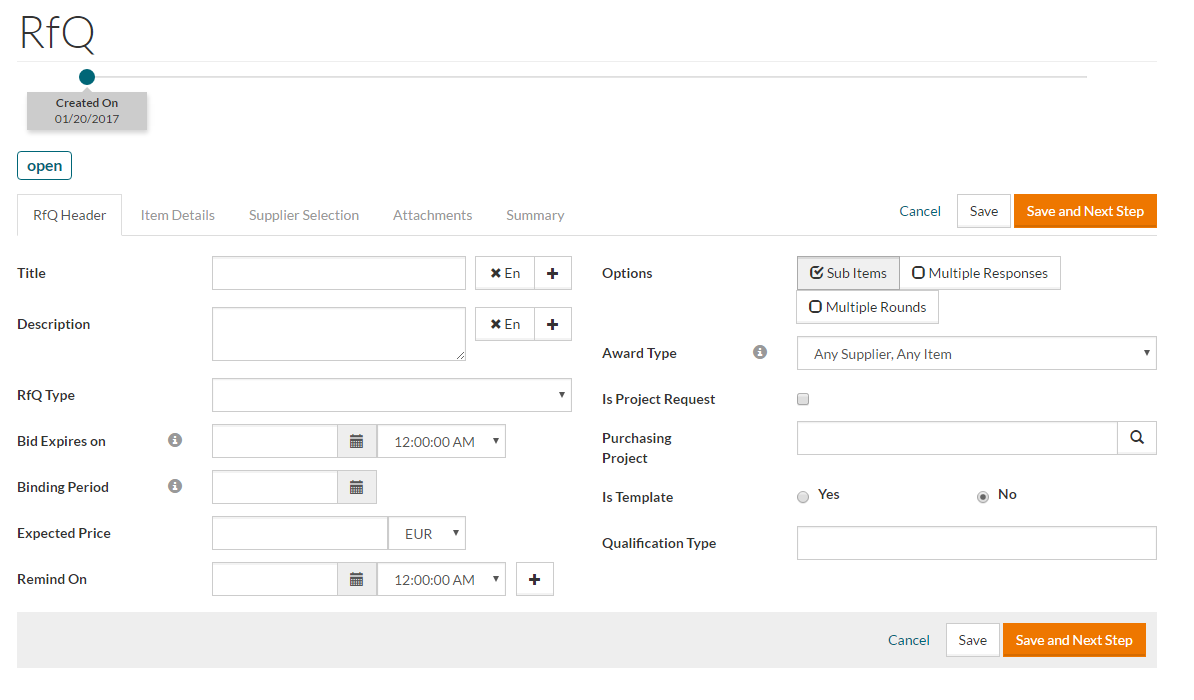 RfQ
Created On
01/20/2017
open
RfQ Header Item Details Supplier Selection Attachments Summary Cancel Save Save and Next Step
Title En
Description En
RfQ Type
Bid Expires on 12:00:00 AM
Binding Period
Expected Price EUR
Remind On 12:00:00 AM
Options Sub Items Multiple Responses
Multiple Rounds
Award Type Any Supplier, Any Item
Is Project Request
Purchasing
Project
Is Template Yes No
Qualification Type
Cancel Save Save and Next Step